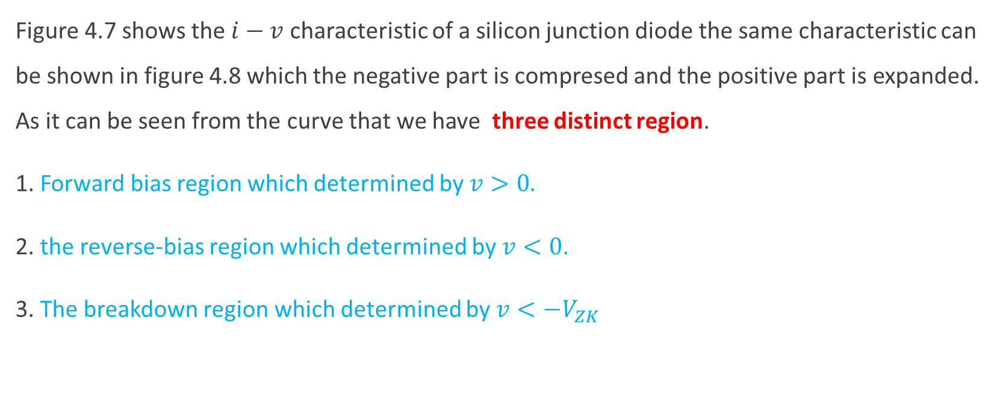 Figure 4.7 shows the i − v characteristic of a silicon junction diode the same characteristic can
be shown in figure 4.8 which the negative part is compresed and the positive part is expanded.
As it can be seen from the curve that we have three distinct region.
1. Forward bias region which determined by v > 0.
2. the reverse-bias region which determined by v < 0.
3. The breakdown region which determined by v < −V_ZK